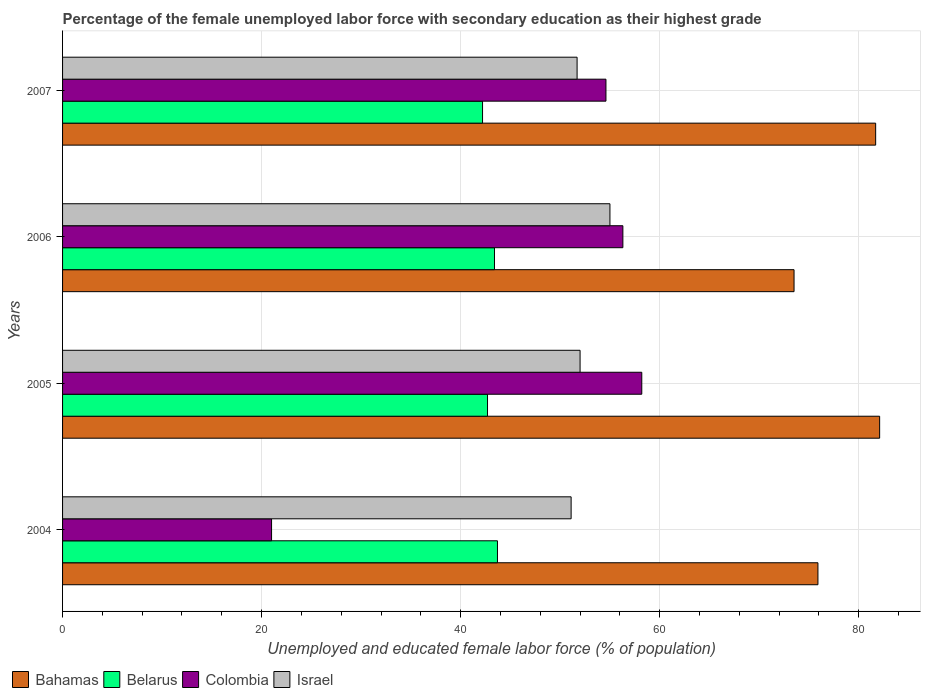 Percentage of the female unemployed labor force with secondary education as their highest grade
2007
2006
2005
2004
Years
0
20
40
60
80
Unemployed and educated female labor force (% of population)
Bahamas
Belarus
Colombia
Israel